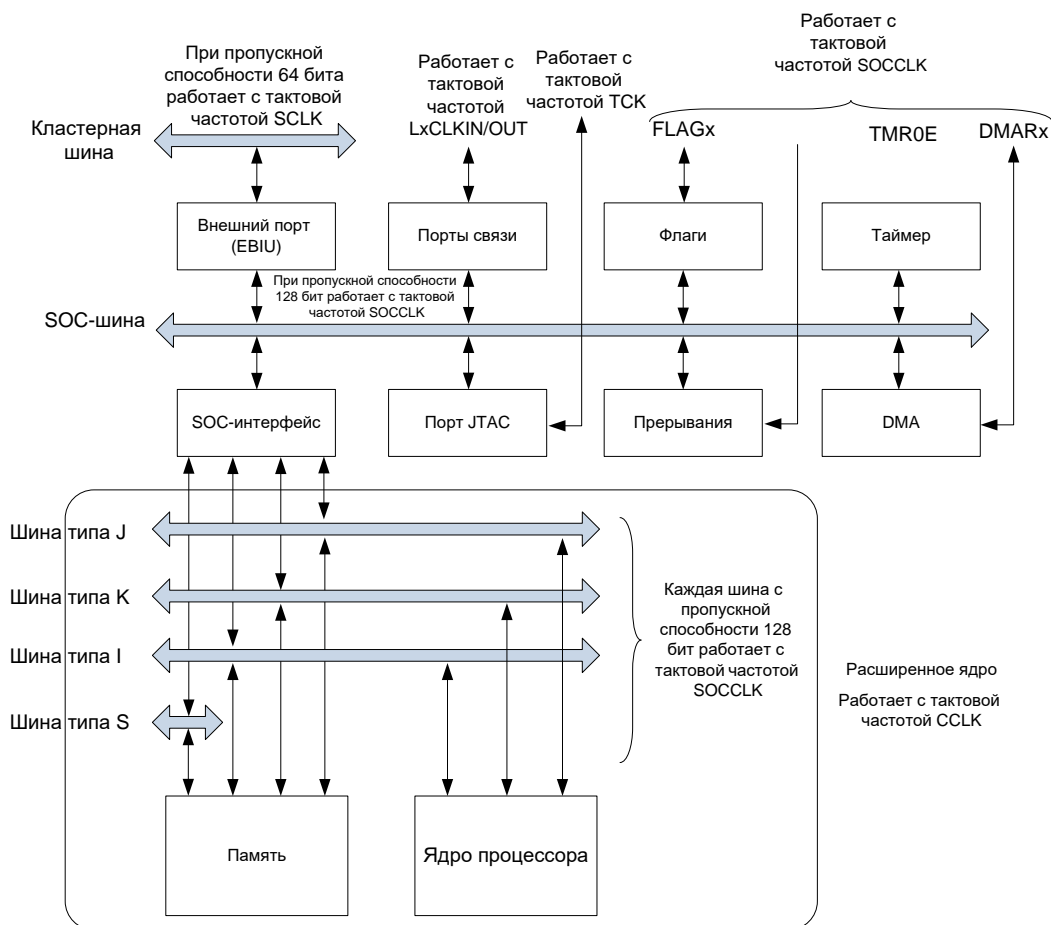 При пропускной
способности 64 бита
работает с тактовой
частотой SCLK
Работает с
тактовой
частотой
LxCLKIN/OUT
Работает с
тактовой
частотой TCK
Работает с
тактовой
частотой SOCCLK
Кластерная
шина
FLAGx
TMR0E
DMARx
Внешний порт
(EBIU)
Порты связи
Флаги
Таймер
При пропускной способности
128 бит работает с тактовой
частотой SOCCLK
SOC-шина
SOC-интерфейс
Порт JTAC
Прерывания
DMA
Шина типа J
Шина типа K
Шина типа I
Шина типа S
Каждая шина с
пропускной
способности 128
бит работает с
тактовой частотой
SOCCLK
Расширенное ядро
Работает с тактовой
частотой CCLK
Память
Ядро процессора